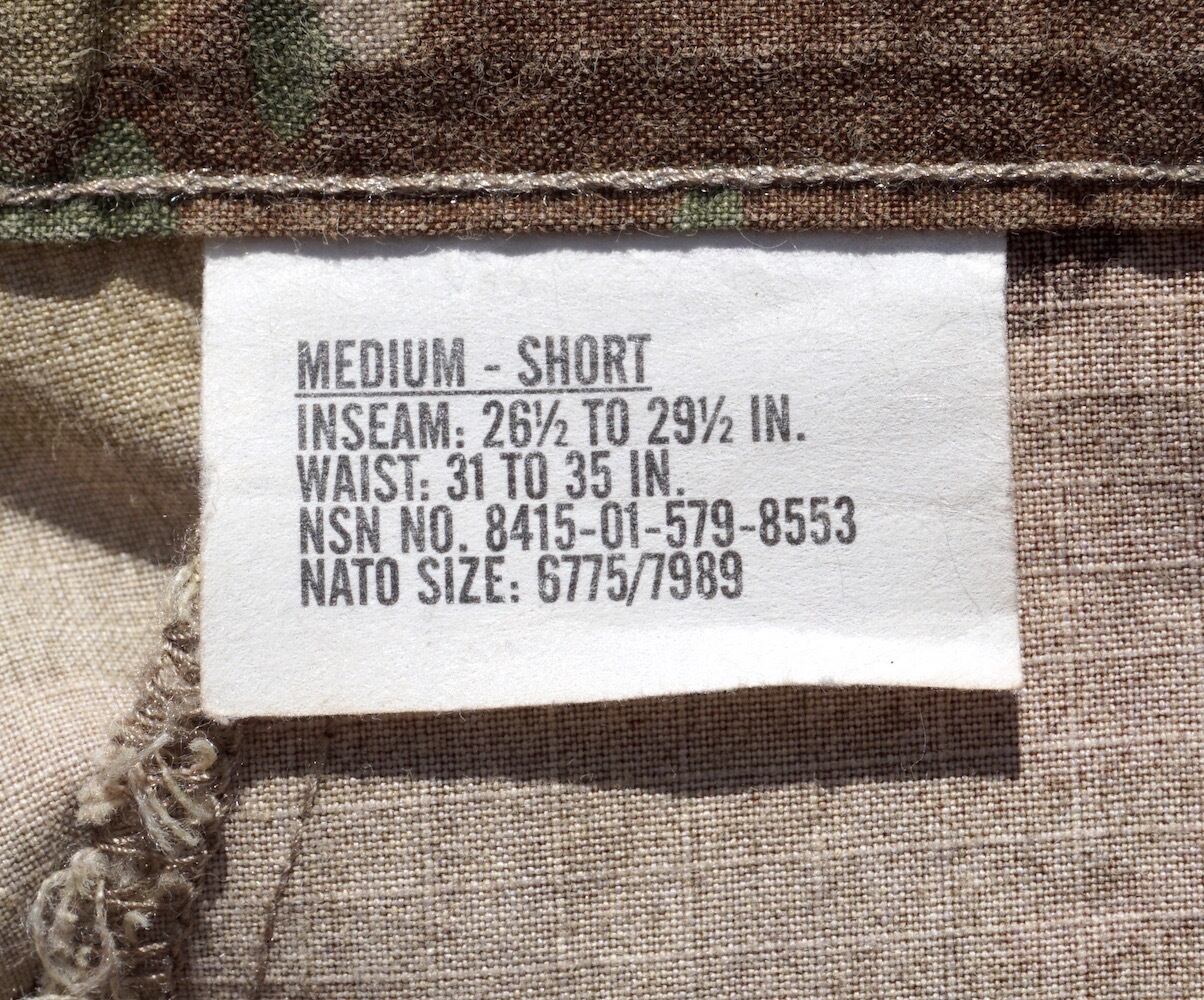 MEDIUM - SHORT
INSEAM: 26½ TO 29½ IN.
WAIST: 31 TO 35 IN.
NSN NO. 8415-01-579-8553
NATO SIZE: 6775/7989